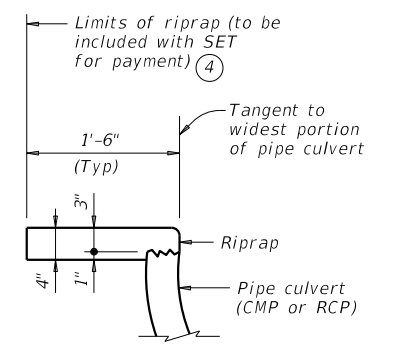 Limits of riprap (to be
included with SET
for payment) 4
Tangent to
widest portion
of pipe culvert
1'-6"
(Typ)
3"
Riprap
4"
1"
Pipe culvert
(CMP or RCP)